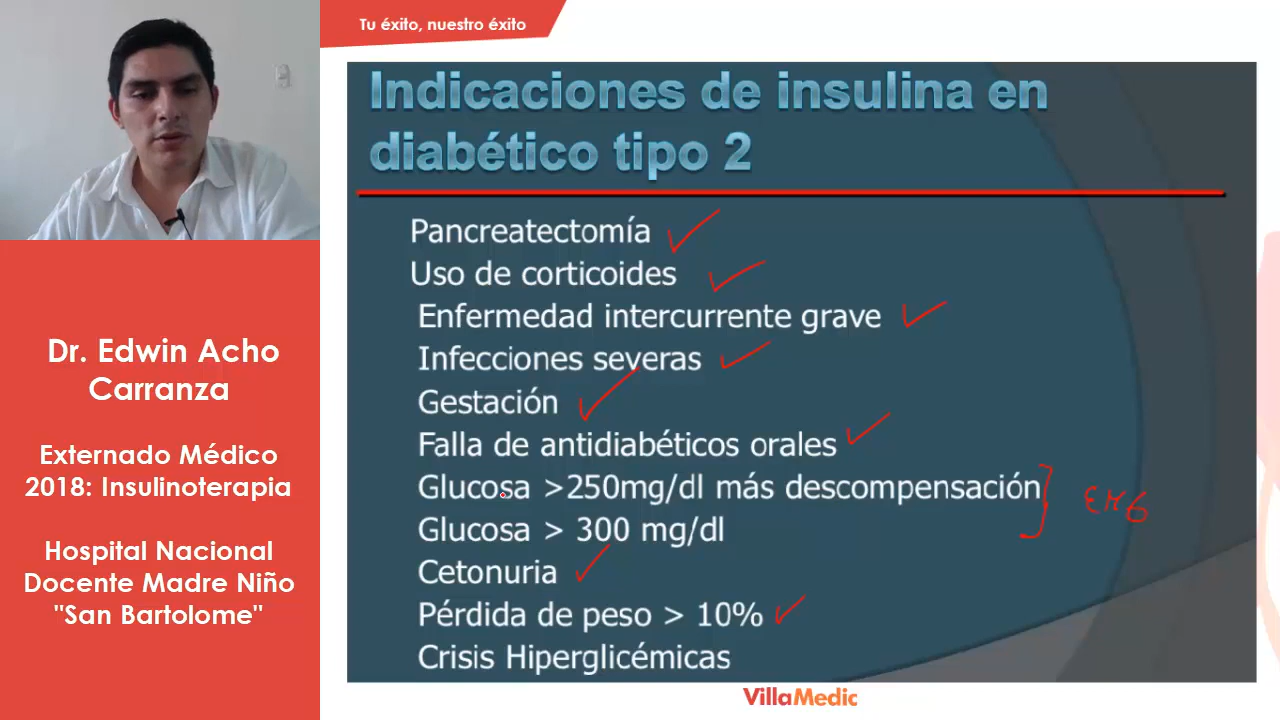 Tu éxito, nuestro éxito
Indicaciones de insulina en
diabético tipo 2
Pancreatectomía
Uso de corticoides
Enfermedad intercurrente grave
Infecciones severas
Gestación
Falla de antidiabéticos orales
Glucosa >250mg/dl más descompensación
Glucosa > 300 mg/dl
Cetonuria
Pérdida de peso > 10%
Crisis Hiperglicémicas
Dr. Edwin Acho
Carranza
Externado Médico
2018: Insulinoterapia
Hospital Nacional
Docente Madre Niño
"San Bartolome"
VillaMedic